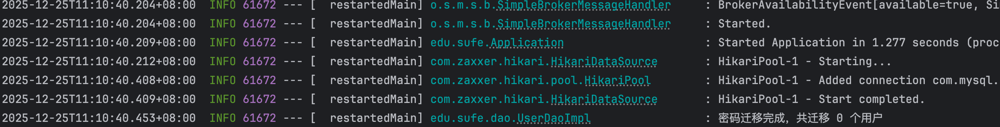 2025-12-25T11:10:40.204+08:00  INFO 61672 --- [  restartedMain] o.s.m.s.b.SimpleBrokerMessageHandler     : BrokerAvailabilityEvent[available=true, Si
2025-12-25T11:10:40.204+08:00  INFO 61672 --- [  restartedMain] o.s.m.s.b.SimpleBrokerMessageHandler     : Started.
2025-12-25T11:10:40.209+08:00  INFO 61672 --- [  restartedMain] edu.sufe.Application                     : Started Application in 1.277 seconds (proc
2025-12-25T11:10:40.212+08:00  INFO 61672 --- [  restartedMain] com.zaxxer.hikari.HikariDataSource       : HikariPool-1 - Starting...
2025-12-25T11:10:40.408+08:00  INFO 61672 --- [  restartedMain] com.zaxxer.hikari.pool.HikariPool        : HikariPool-1 - Added connection com.mysql.
2025-12-25T11:10:40.409+08:00  INFO 61672 --- [  restartedMain] com.zaxxer.hikari.HikariDataSource       : HikariPool-1 - Start completed.
2025-12-25T11:10:40.453+08:00  INFO 61672 --- [  restartedMain] edu.sufe.dao.UserDaoImpl                 : 密码迁移完成，共迁移 0 个用户